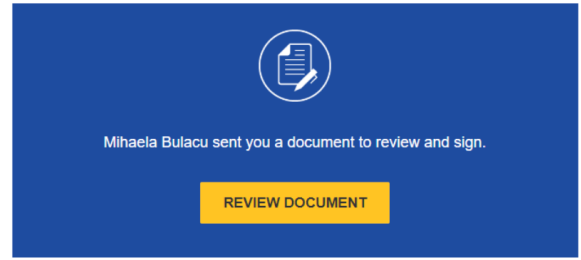 Mihaela Bulacu sent you a document to review and sign.
REVIEW DOCUMENT